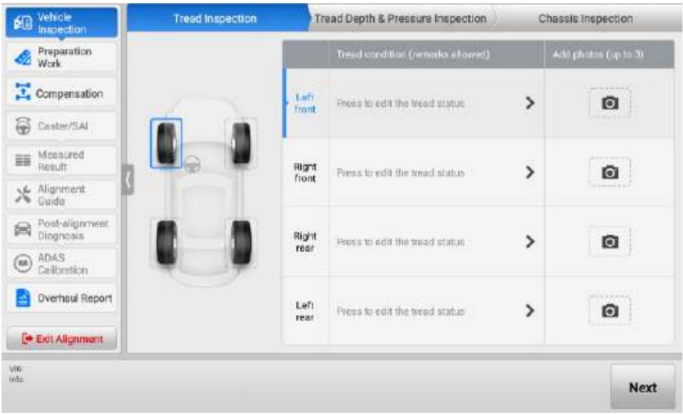 Vehicle
Inspection
Tread Inspection
Tread Depth & Pressure Inspection
Chassis Inspection
Preparation
Work
Compensation
Caster/SAI
Measured
Result
Alignment
Guide
Post-alignment
Diagnosis
ADAS
Calibration
Overhaul Report
Exit Alignment
Tread condition (remarks allowed)
Add photos (up to 3)
Left
front
Press to edit the tread status
Right
front
Press to edit the tread status
Right
rear
Press to edit the tread status
Left
rear
Press to edit the tread status
VIN:
Info:
Next